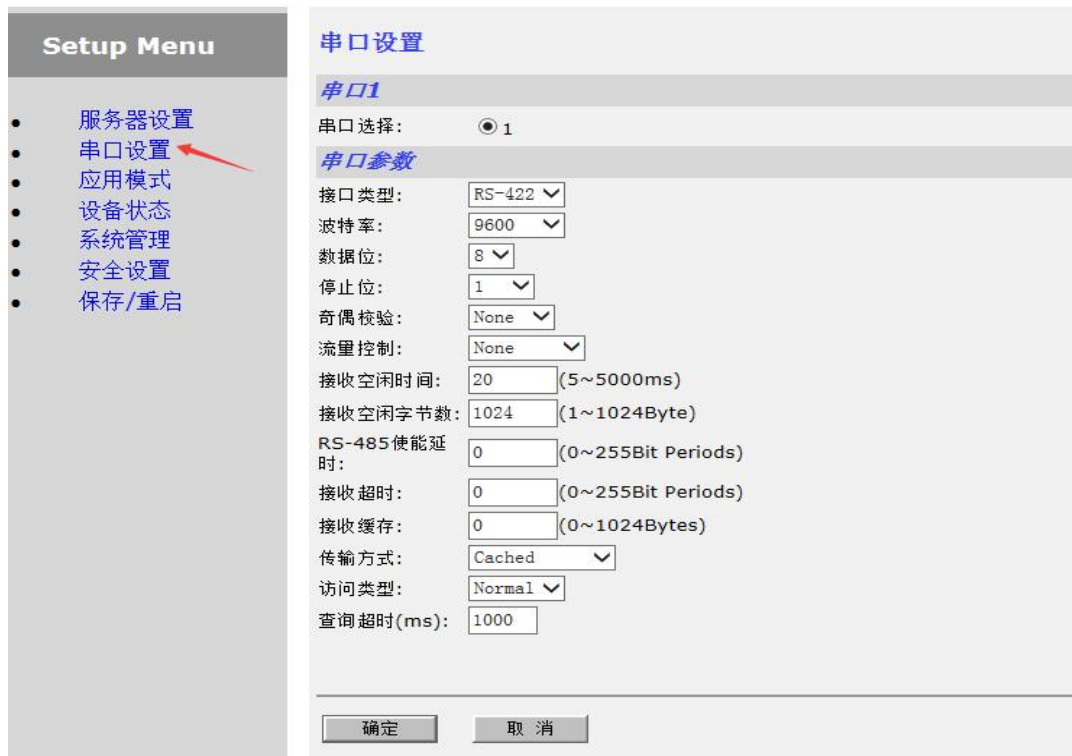 Setup Menu
服务器设置
串口设置
应用模式
设备状态
系统管理
安全设置
保存/重启
串口设置
串口1
串口选择: 1
串口参数
接口类型: RS-422
波特率: 9600
数据位: 8
停止位: 1
奇偶校验: None
流量控制: None
接收空闲时间: 20 (5~5000ms)
接收空闲字节数: 1024 (1~1024Byte)
RS-485使能延
时: 0 (0~255Bit Periods)
接收超时: 0 (0~255Bit Periods)
接收缓存: 0 (0~1024Bytes)
传输方式: Cached
访问类型: Normal
查询超时(ms): 1000
确定 取 消